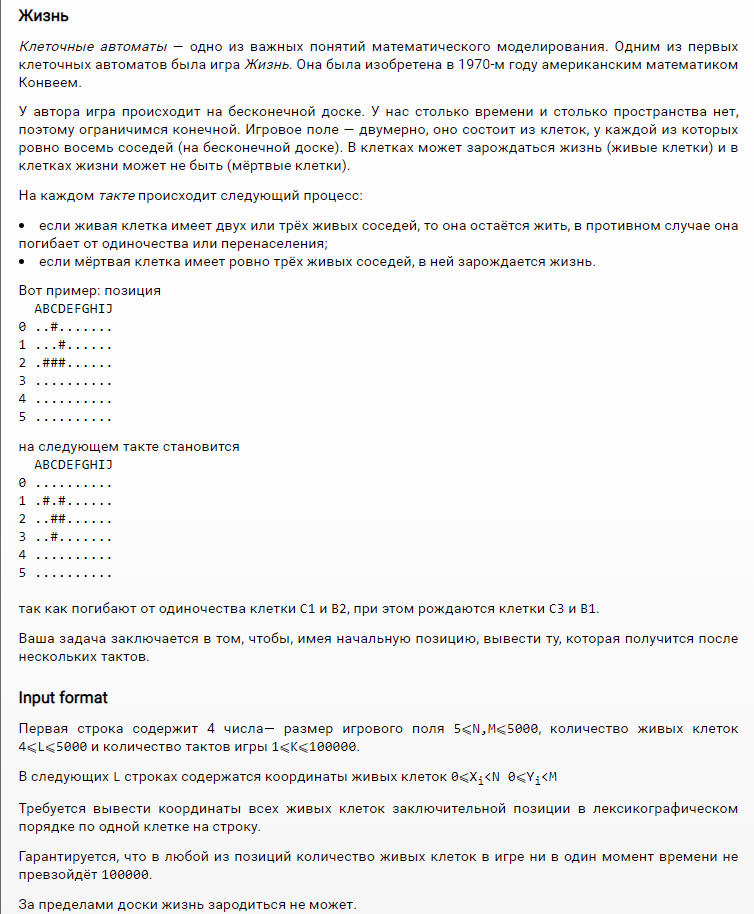 Жизнь
Клеточные автоматы — одно из важных понятий математического моделирования. Одним из первых
клеточных автоматов была игра Жизнь. Она была изобретена в 1970-м году американским математиком
Конвеем.
У автора игра происходит на бесконечной доске. У нас столько времени и столько пространства нет,
поэтому ограничимся конечной. Игровое поле — двумерно, оно состоит из клеток, у каждой из которых
ровно восемь соседей (на бесконечной доске). В клетках может зарождаться жизнь (живые клетки) и в
клетках жизни может не быть (мёртвые клетки).
На каждом такте происходит следующий процесс:
• если живая клетка имеет двух или трёх живых соседей, то она остаётся жить, в противном случае она
погибает от одиночества или перенаселения;
• если мёртвая клетка имеет ровно трёх живых соседей, в ней зарождается жизнь.
Вот пример: позиция
  ABCDEFGHIJ
0 ..#.......
1 ...#......
2 .###......
3 ..........
4 ..........
5 ..........
на следующем такте становится
  ABCDEFGHIJ
0 ..........
1 .#.#......
2 ..##......
3 ..#.......
4 ..........
5 ..........
так как погибают от одиночества клетки C1 и B2, при этом рождаются клетки C3 и B1.
Ваша задача заключается в том, чтобы, имея начальную позицию, вывести ту, которая получится после
нескольких тактов.
Input format
Первая строка содержит 4 числа— размер игрового поля 5⩽N,M⩽5000, количество живых клеток
4⩽L⩽5000 и количество тактов игры 1⩽K⩽100000.
В следующих L строках содержатся координаты живых клеток 0⩽Xi<N 0⩽Yi<M
Требуется вывести координаты всех живых клеток заключительной позиции в лексикографическом
порядке по одной клетке на строку.
Гарантируется, что в любой из позиций количество живых клеток в игре ни в один момент времени не
превзойдёт 100000.
За пределами доски жизнь зародиться не может.